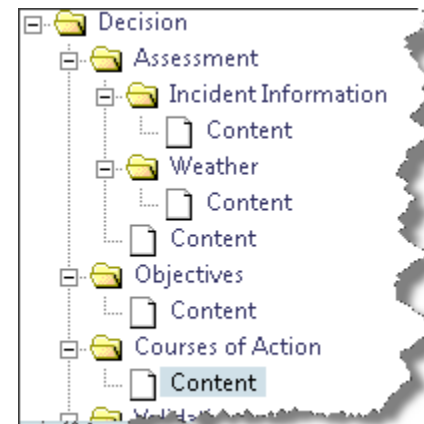 Decision
Assessment
Incident Information
Content
Weather
Content
Content
Objectives
Content
Courses of Action
Content